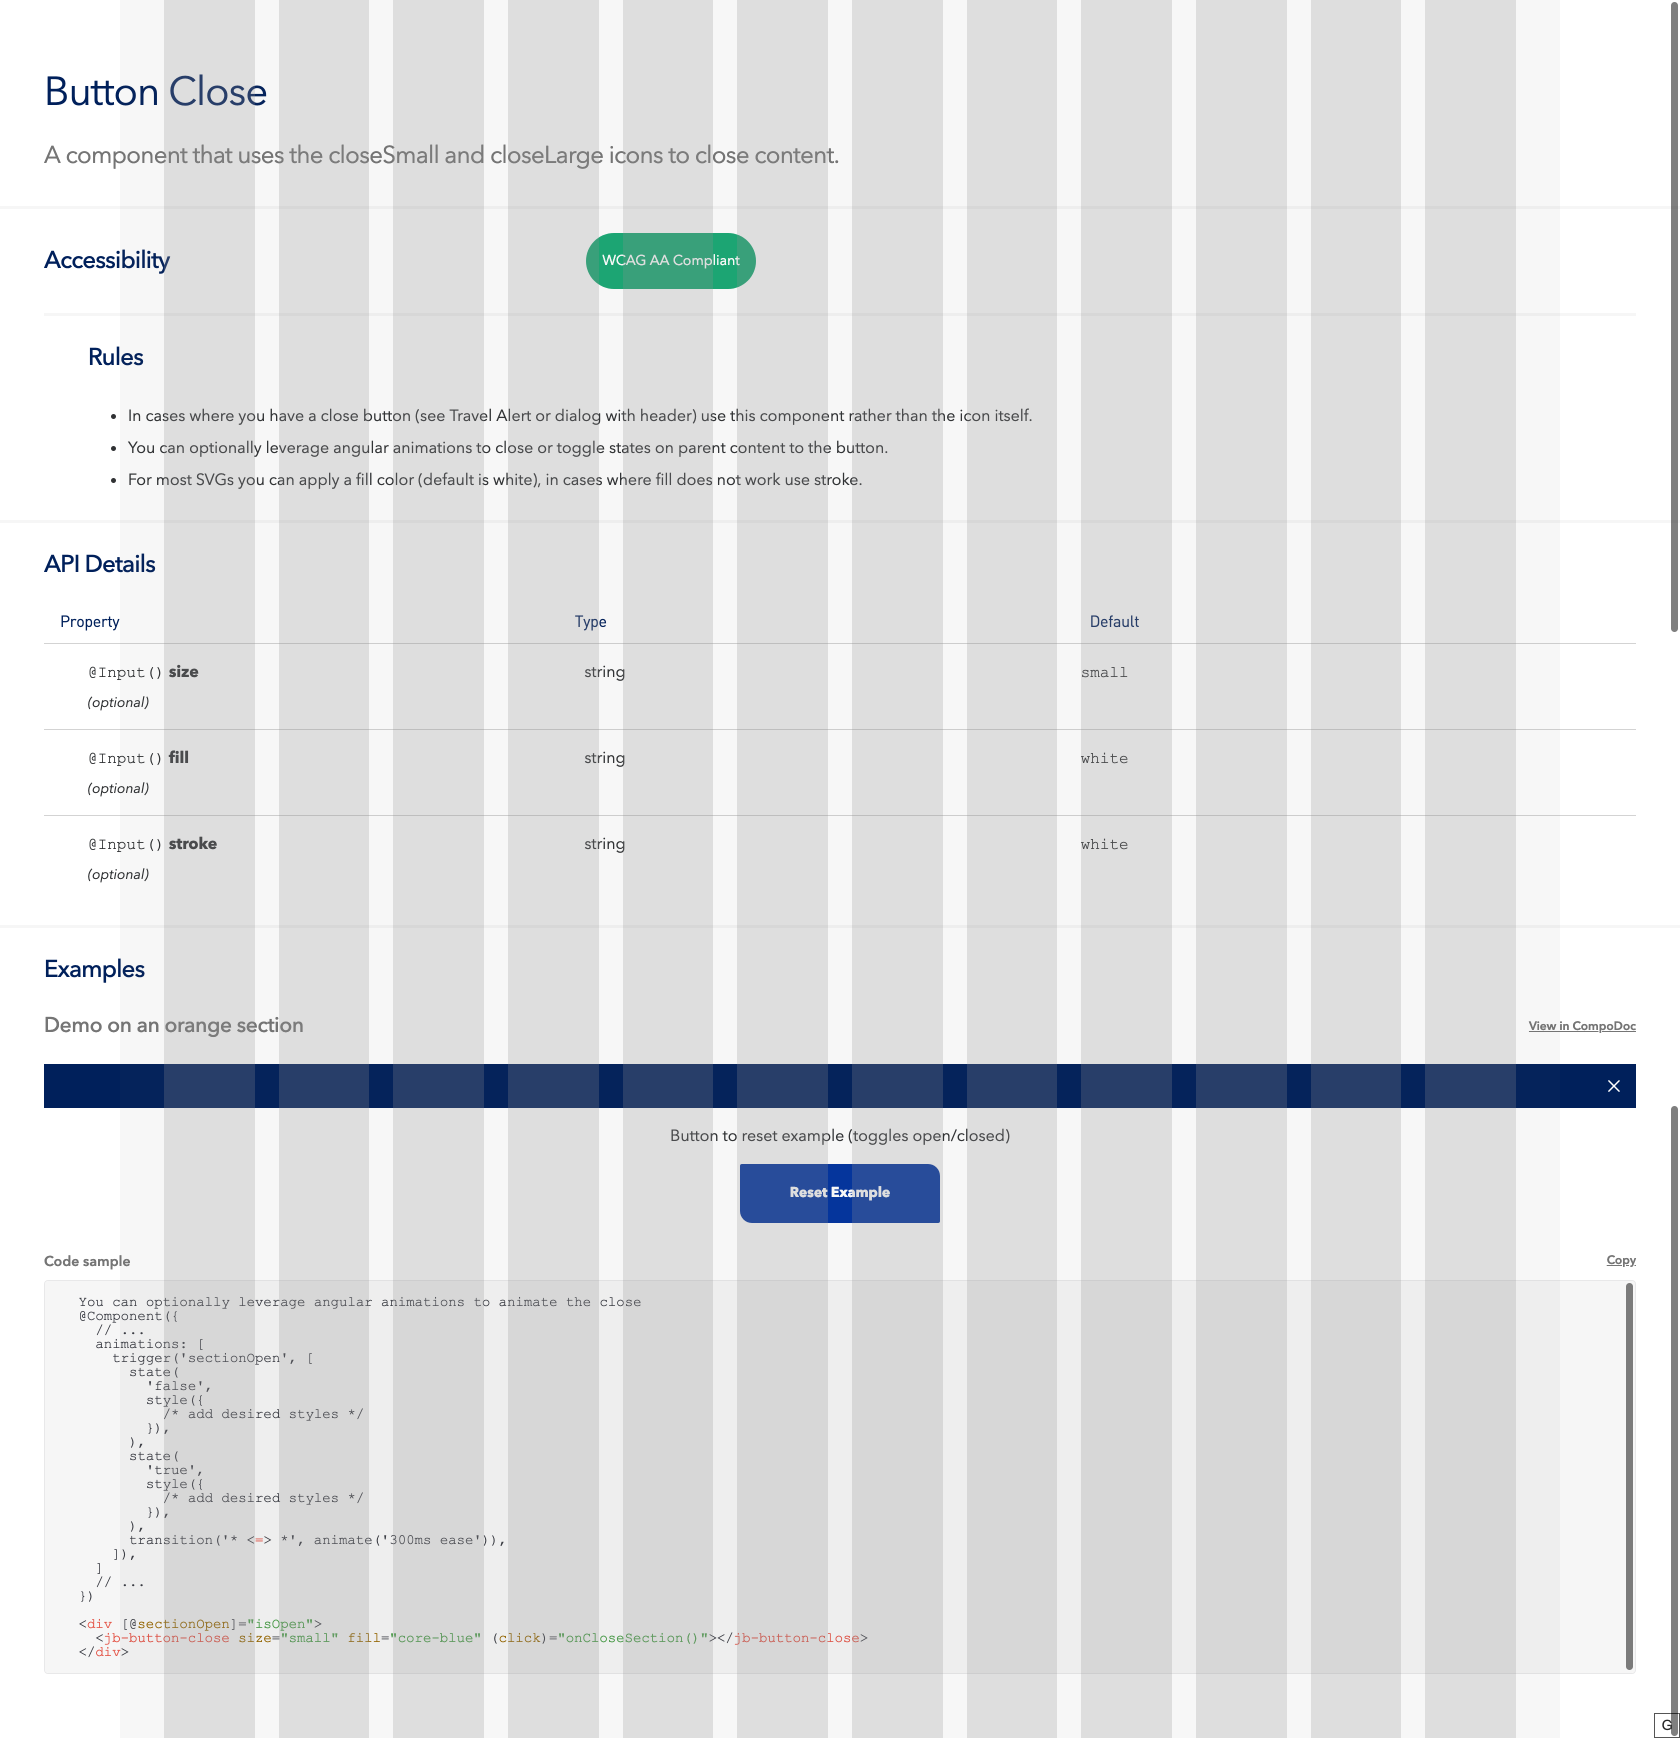 Button Close
A component that uses the closeSmall and closeLarge icons to close content.
Accessibility
WCAG AA Compliant
Rules
• In cases where you have a close button (see Travel Alert or dialog with header) use this component rather than the icon itself.
• You can optionally leverage angular animations to close or toggle states on parent content to the button.
• For most SVGs you can apply a fill color (default is white), in cases where fill does not work use stroke.
API Details
Property Type Default
@Input() size string small
(optional)
@Input() fill string white
(optional)
@Input() stroke string white
(optional)
Examples
Demo on an orange section View in CompoDoc
Button to reset example (toggles open/closed)
Reset Example
Code sample Copy
You can optionally leverage angular animations to animate the close
@Component({
// ...
animations: [
trigger('sectionOpen', [
state(
'false',
style({
/* add desired styles */
}),
),
state(
'true',
style({
/* add desired styles */
}),
),
transition('* <=> *', animate('300ms ease')),
]),
]
// ...
})
<div [@sectionOpen]="isOpen">
<jb-button-close size="small" fill="core-blue" (click)="onCloseSection()"></jb-button-close>
</div>
G